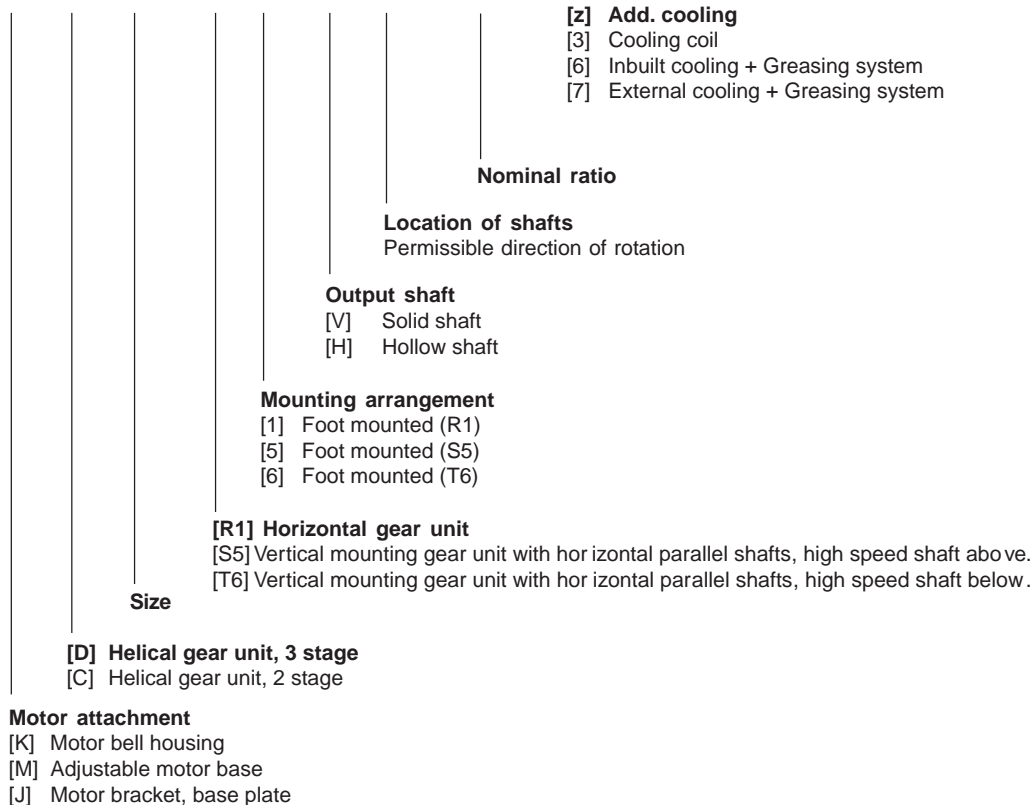 [z] Add. cooling
[3] Cooling coil
[6] Inbuilt cooling + Greasing system
[7] External cooling + Greasing system
Nominal ratio
Location of shafts
Permissible direction of rotation
Output shaft
[V] Solid shaft
[H] Hollow shaft
Mounting arrangement
[1] Foot mounted (R1)
[5] Foot mounted (S5)
[6] Foot mounted (T6)
[R1] Horizontal gear unit
[S5] Vertical mounting gear unit with hor izontal parallel shafts, high speed shaft above.
[T6] Vertical mounting gear unit with hor izontal parallel shafts, high speed shaft below.
Size
[D] Helical gear unit, 3 stage
[C] Helical gear unit, 2 stage
Motor attachment
[K] Motor bell housing
[M] Adjustable motor base
[J] Motor bracket, base plate